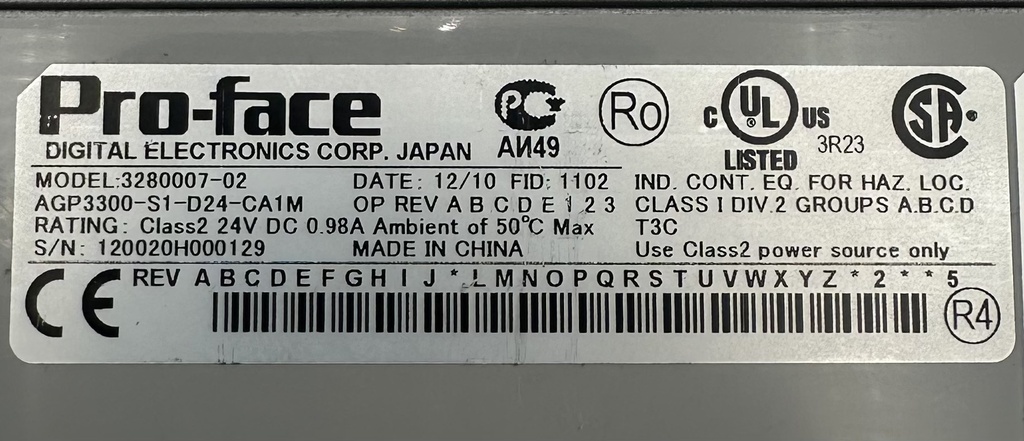 Pro-face
DIGITAL ELECTRONICS CORP. JAPAN
АИ49
Ro
C UL US
LISTED
3R23
SA
MODEL:3280007-02
AGP3300-S1-D24-CA1M
DATE: 12/10 FID: 1102
OP REV A B C D E 1 2 3
RATING: Class2 24V DC 0.98A Ambient of 50℃ Max
S/N: 120020H000129
MADE IN CHINA
IND. CONT. EQ. FOR HAZ. LOC.
CLASS I DIV.2 GROUPS A.B.C.D
T3C
Use Class2 power source only
CE
REV A B C D E F G H I J * L M N O P Q R S T U V W X Y Z * 2 * * 5
R4